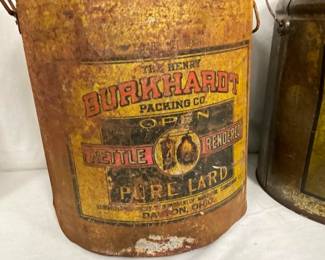 THE HENRY
BURKHARDT
PACKING CO.
OPEN
KETTLE RENDERED
PURE LARD
DAYTON, OHIO.